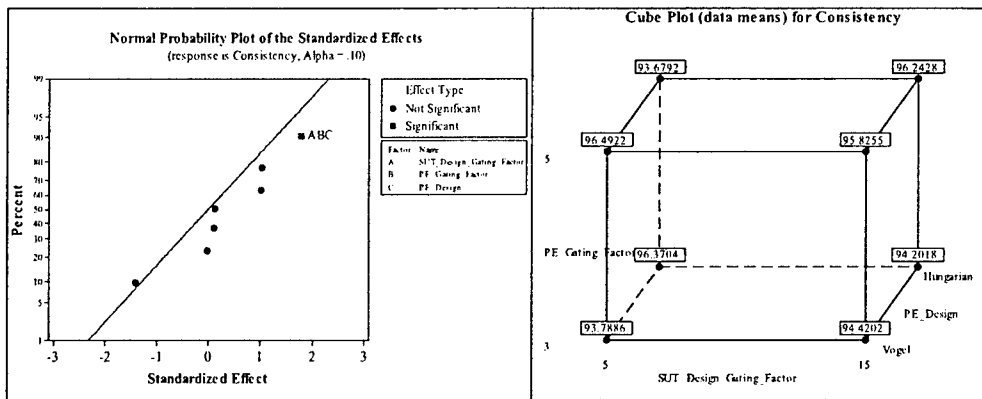 Normal Probability Plot of the Standardized Effects
(response is Consistency, Alpha = .10)
99
95
90
80
70
60
50
40
30
20
10
5
1
Percent
-3 -2 -1 0 1 2 3
Standardized Effect
ABC
Effect Type
Not Significant
Significant
Factor Name
A SUT_Design_Gating_Factor
B PE_Gating_Factor
C PE_Design
Cube Plot (data means) for Consistency
93.6792
96.2428
96.4922
95.8255
5
PE_Gating_Factor
96.3704
94.2018
Hungarian
PE_Design
93.7886
94.4202
Vogel
3
5
15
SUT_Design_Gating_Factor